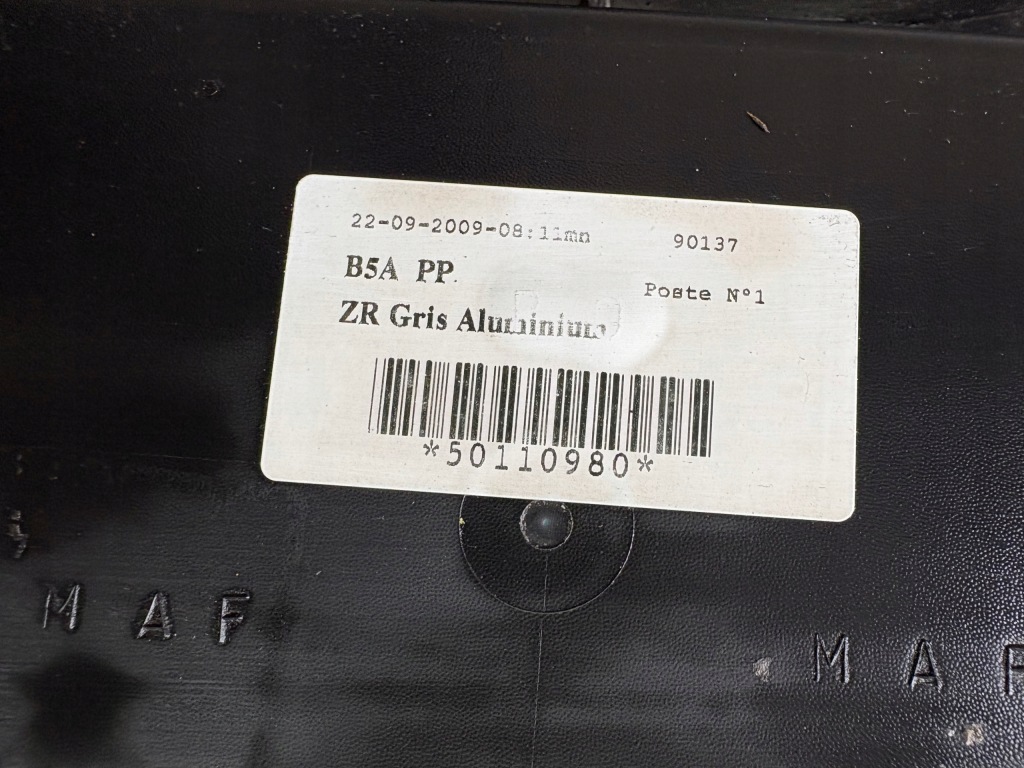 22-09-2009-08:11mn 90137
B5A PP
Poste N°1
ZR Gris Aluminium
*50110980*
M A F
M A F